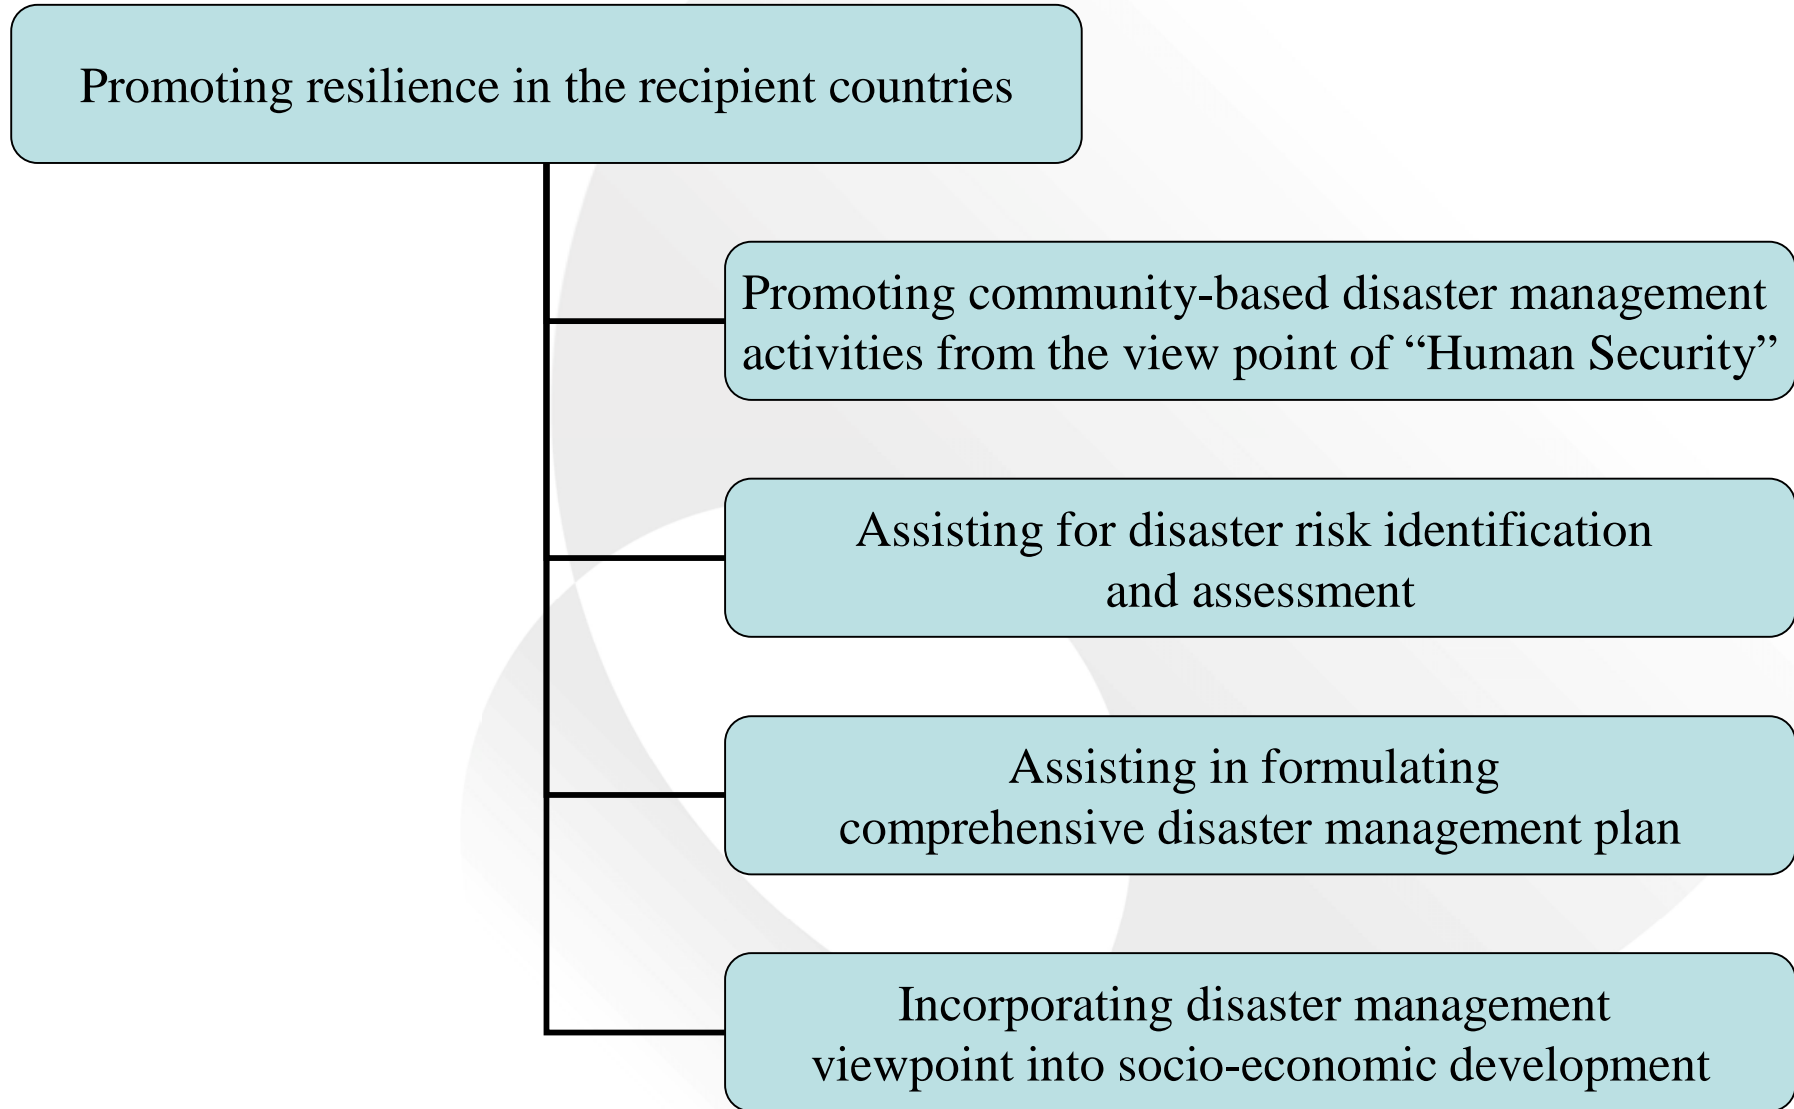 Promoting resilience in the recipient countries
Promoting community-based disaster management
activities from the view point of “Human Security”
Assisting for disaster risk identification
and assessment
Assisting in formulating
comprehensive disaster management plan
Incorporating disaster management
viewpoint into socio-economic development